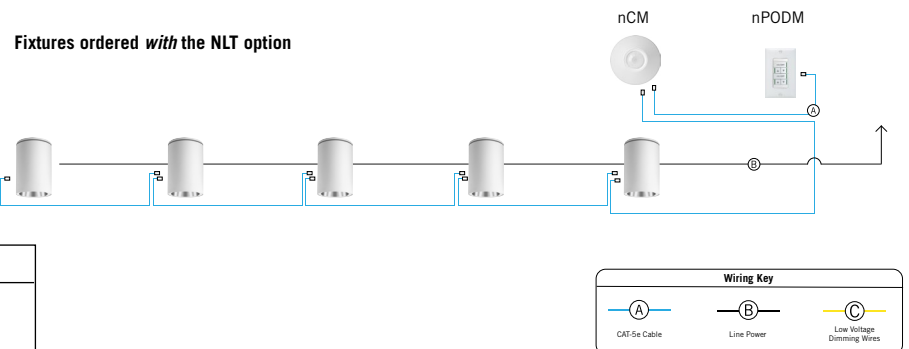 nCM
nPODM
Fixtures ordered with the NLT option
A
B
Wiring Key
A
B
C
CAT-5e Cable
Line Power
Low Voltage
Dimming Wires